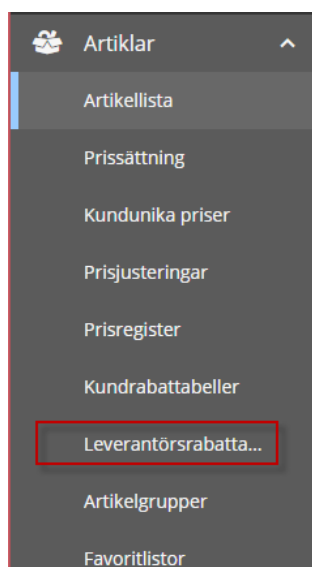 Artiklar
Artikellista
Prissättning
Kundunika priser
Prisjusteringar
Prisregister
Kundrabattabeller
Leverantörsrabatta...
Artikelgrupper
Favoritlistor